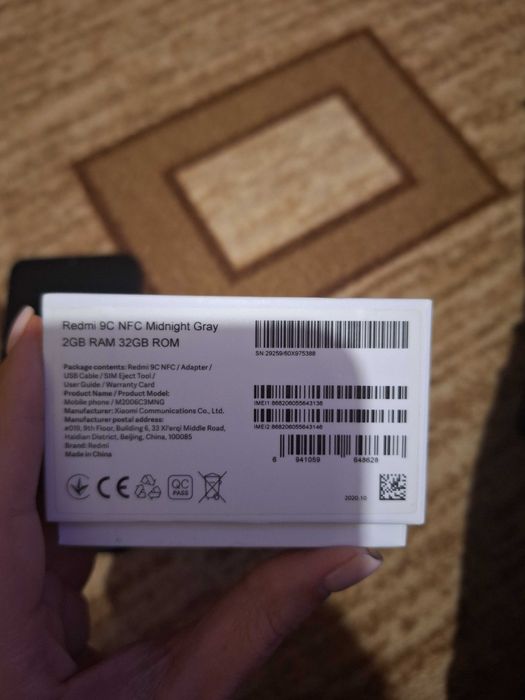 Redmi 9C NFC Midnight Gray
2GB RAM 32GB ROM
SN:29259/60X975388
Package contents: Redmi 9C NFC / Adapter /
USB Cable / SIM Eject Tool /
User Guide / Warranty Card
Product Name / Product Model:
Mobile phone / M2006C3MNG
Manufacturer: Xiaomi Communications Co., Ltd.
Manufacturer postal address:
#019, 9th Floor, Building 6, 33 Xi'erqi Middle Road,
Haidian District, Beijing, China, 100085
Brand: Redmi
Made in China
IMEI1:868206055643136
IMEI2:868206055643146
6 941059 648628
CE
QC
PASS
2020.10